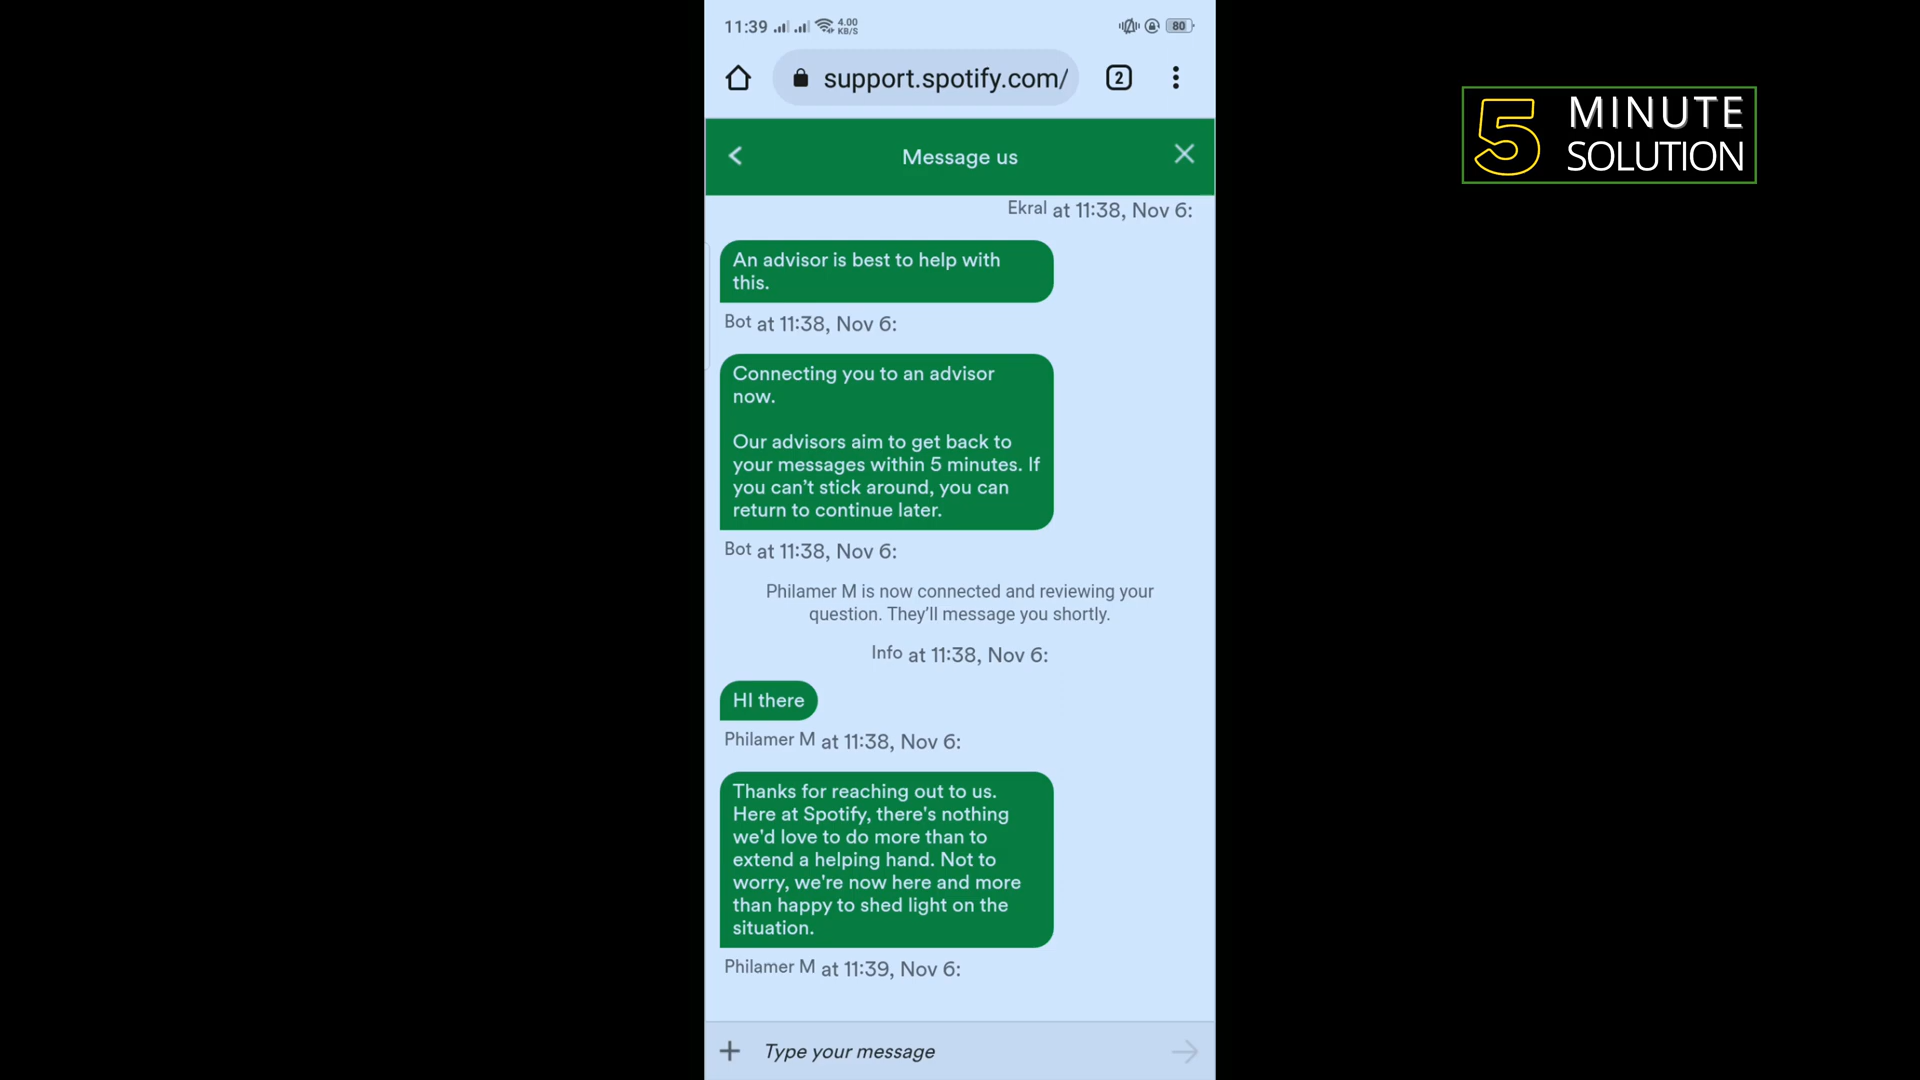 11:39 4.00 KB/S 80
support.spotify.com/ 2
5 MINUTE
SOLUTION
Message us
Ekral at 11:38, Nov 6:
An advisor is best to help with
this.
Bot at 11:38, Nov 6:
Connecting you to an advisor
now.
Our advisors aim to get back to
your messages within 5 minutes. If
you can’t stick around, you can
return to continue later.
Bot at 11:38, Nov 6:
Philamer M is now connected and reviewing your
question. They’ll message you shortly.
Info at 11:38, Nov 6:
HI there
Philamer M at 11:38, Nov 6:
Thanks for reaching out to us.
Here at Spotify, there's nothing
we'd love to do more than to
extend a helping hand. Not to
worry, we're now here and more
than happy to shed light on the
situation.
Philamer M at 11:39, Nov 6:
Type your message